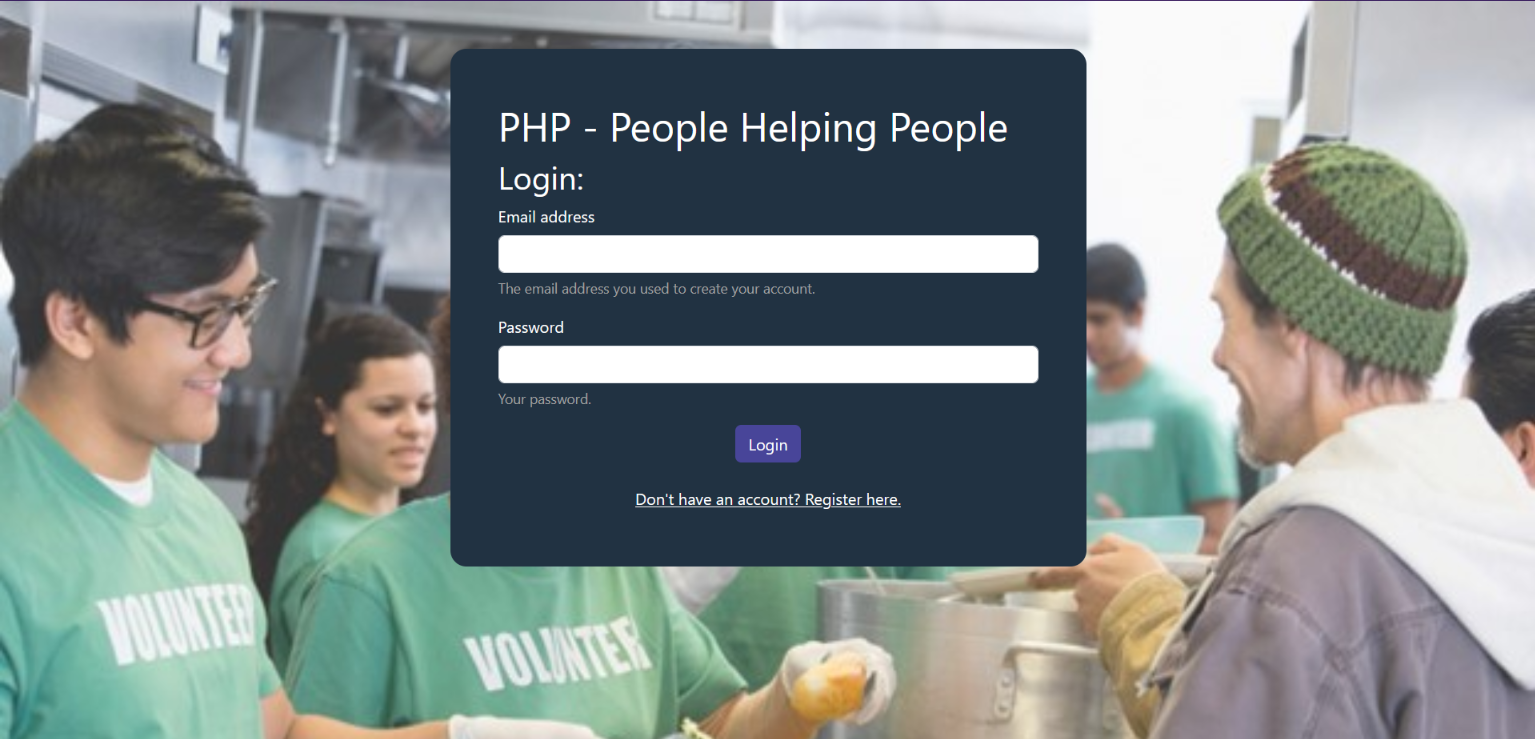 PHP - People Helping People
Login:
Email address
The email address you used to create your account.
Password
Your password.
Login
Don't have an account? Register here.
VOLUNTEER
VOLUNTEER
VOLUNTEER